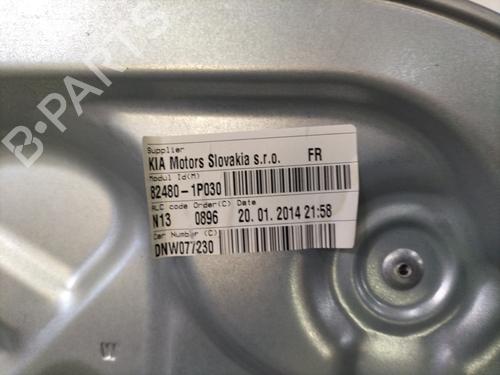 B-PARTS
Supplier
KIA Motors Slovakia s.r.o. FR
Modul Id(M)
82480-1P030
ALC code Order(C) Date
N13 0896 20. 01. 2014 21:58
Car Number (C)
DNW077230
W